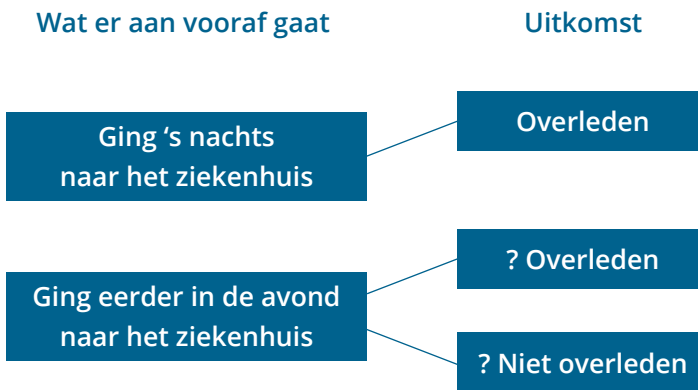 Wat er aan vooraf gaat
Uitkomst
Ging ‘s nachts
naar het ziekenhuis
Overleden
Ging eerder in de avond
naar het ziekenhuis
? Overleden
? Niet overleden